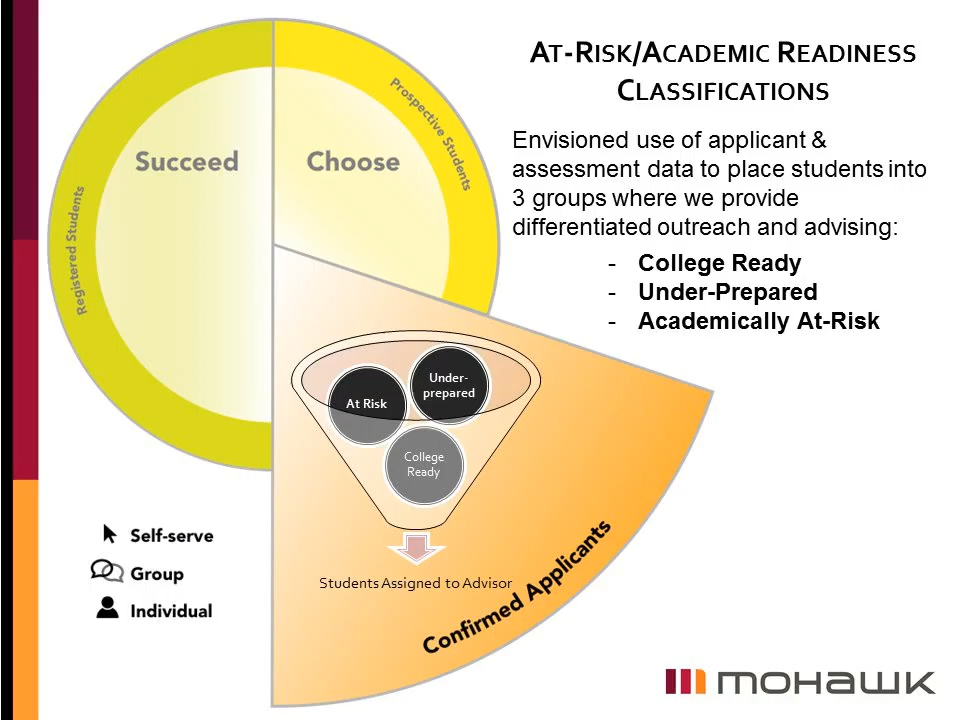 AT-RISK/ACADEMIC READINESS
CLASSIFICATIONS
Envisioned use of applicant &
assessment data to place students into
3 groups where we provide
differentiated outreach and advising:
- College Ready
- Under-Prepared
- Academically At-Risk
Succeed
Choose
Prospective Students
Registered Students
Under-
prepared
At Risk
College
Ready
Students Assigned to Advisor
Confirmed Applicants
Self-serve
Group
Individual
mohawk